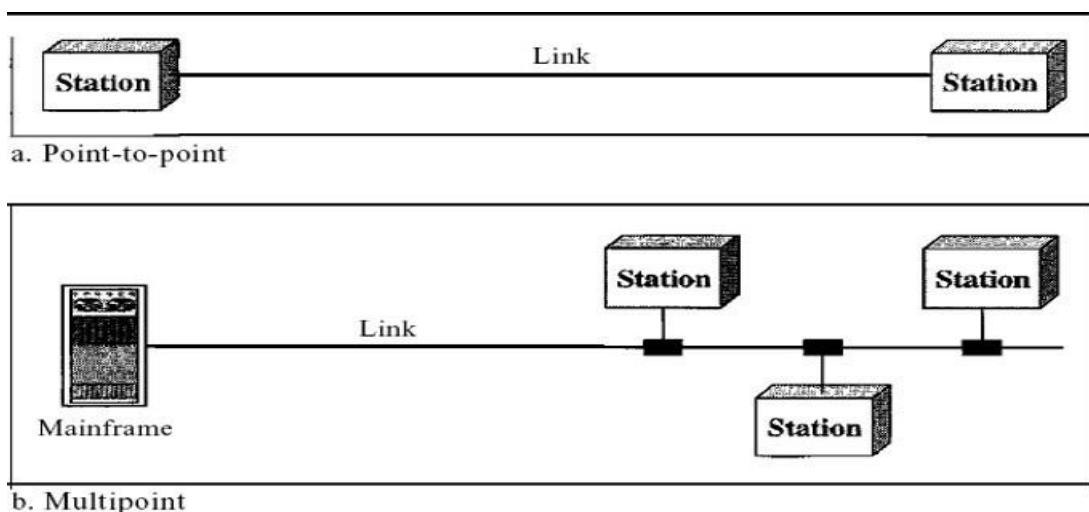 Link
Station
Station
a. Point-to-point
Station
Station
Link
Mainframe
Station
b. Multipoint